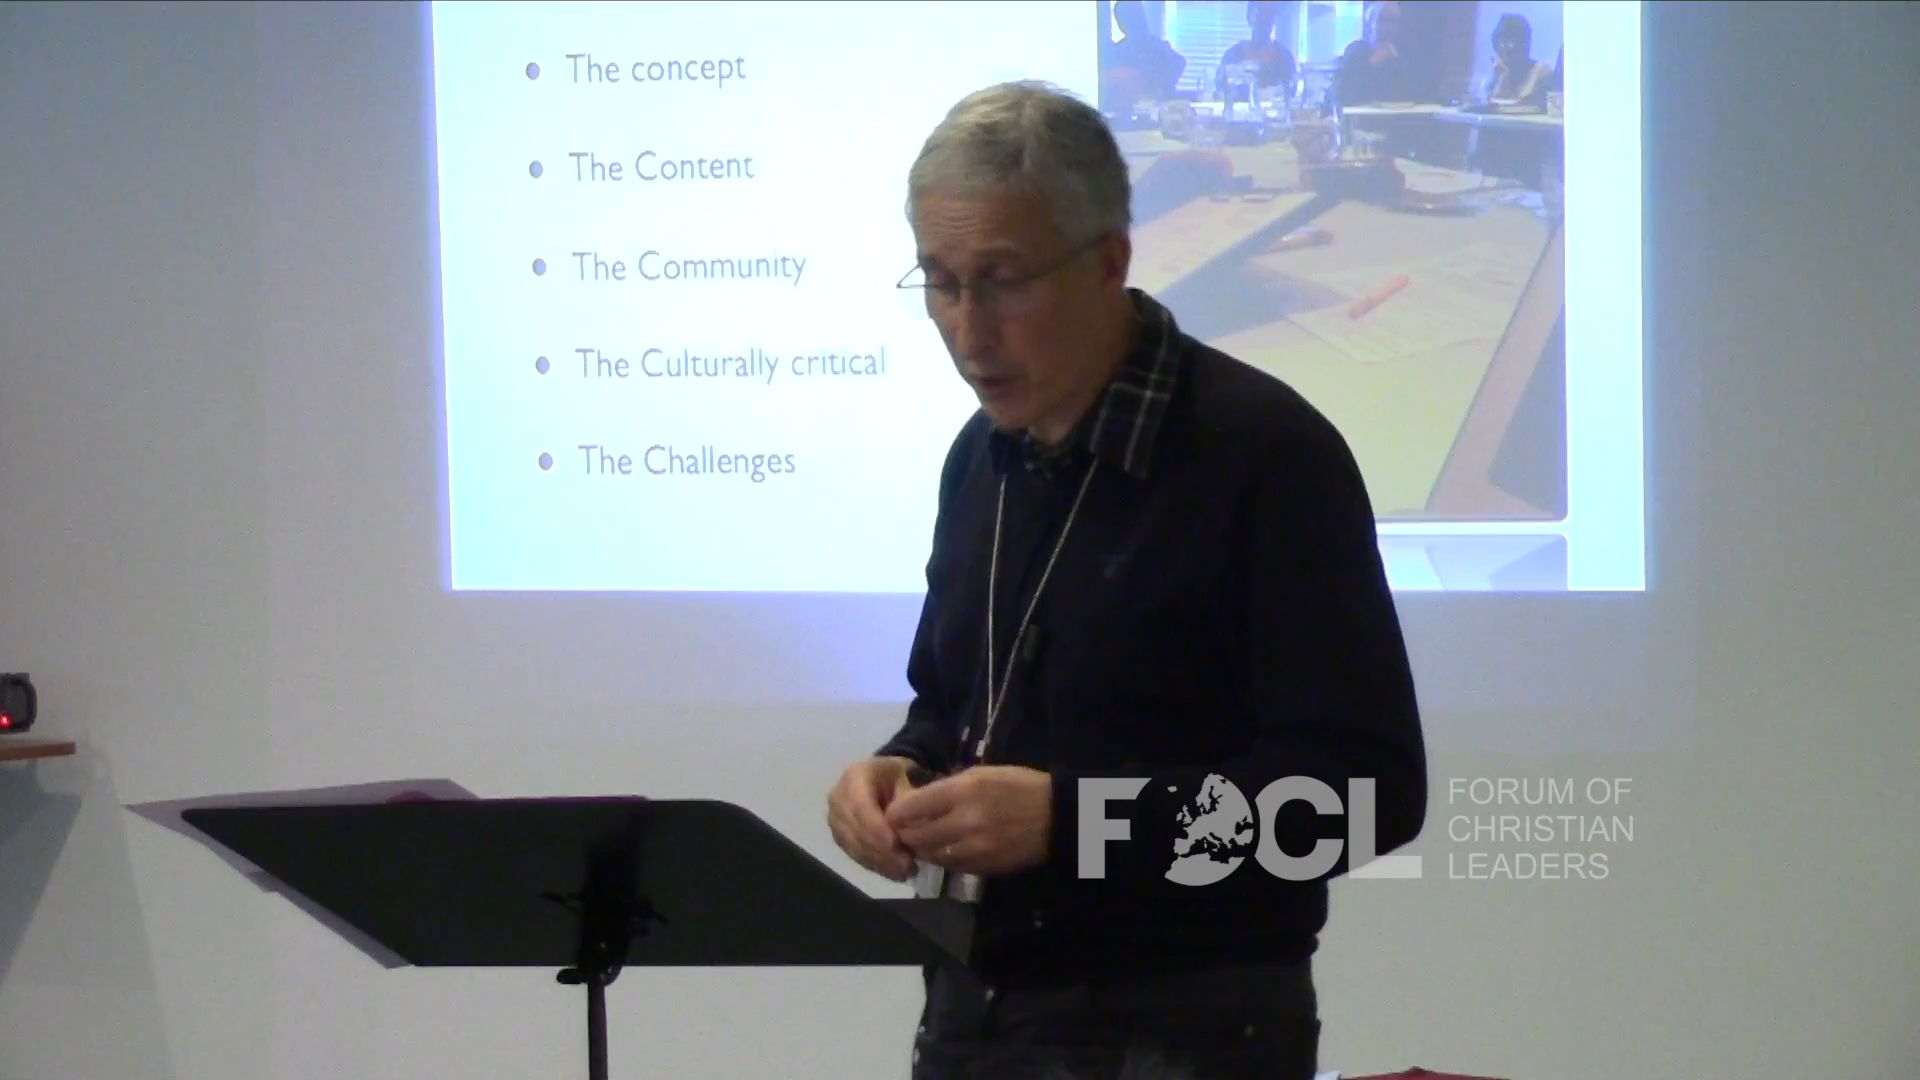 The concept
The Content
The Community
The Culturally critical
The Challenges
FOCL
FORUM OF
CHRISTIAN
LEADERS